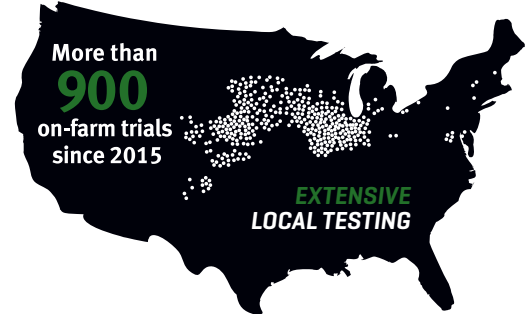 More than
900
on-farm trials
since 2015
EXTENSIVE
LOCAL TESTING